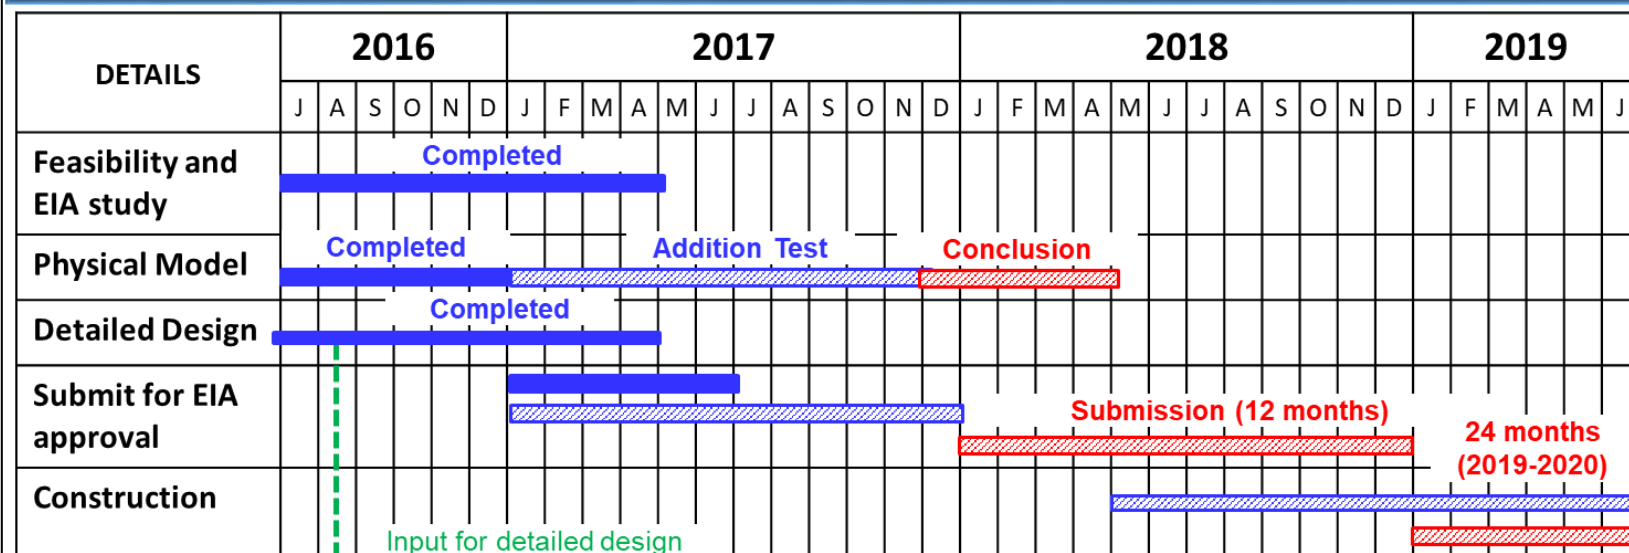 DETAILS 2016 2017 2018 2019
J A S O N D J F M A M J J A S O N D J F M A M J J A S O N D J F M A M J
Feasibility and
EIA study
Completed
Physical Model
Completed Addition Test Conclusion
Detailed Design
Completed
Submit for EIA
approval
Submission (12 months)
24 months
(2019-2020)
Construction
Input for detailed design